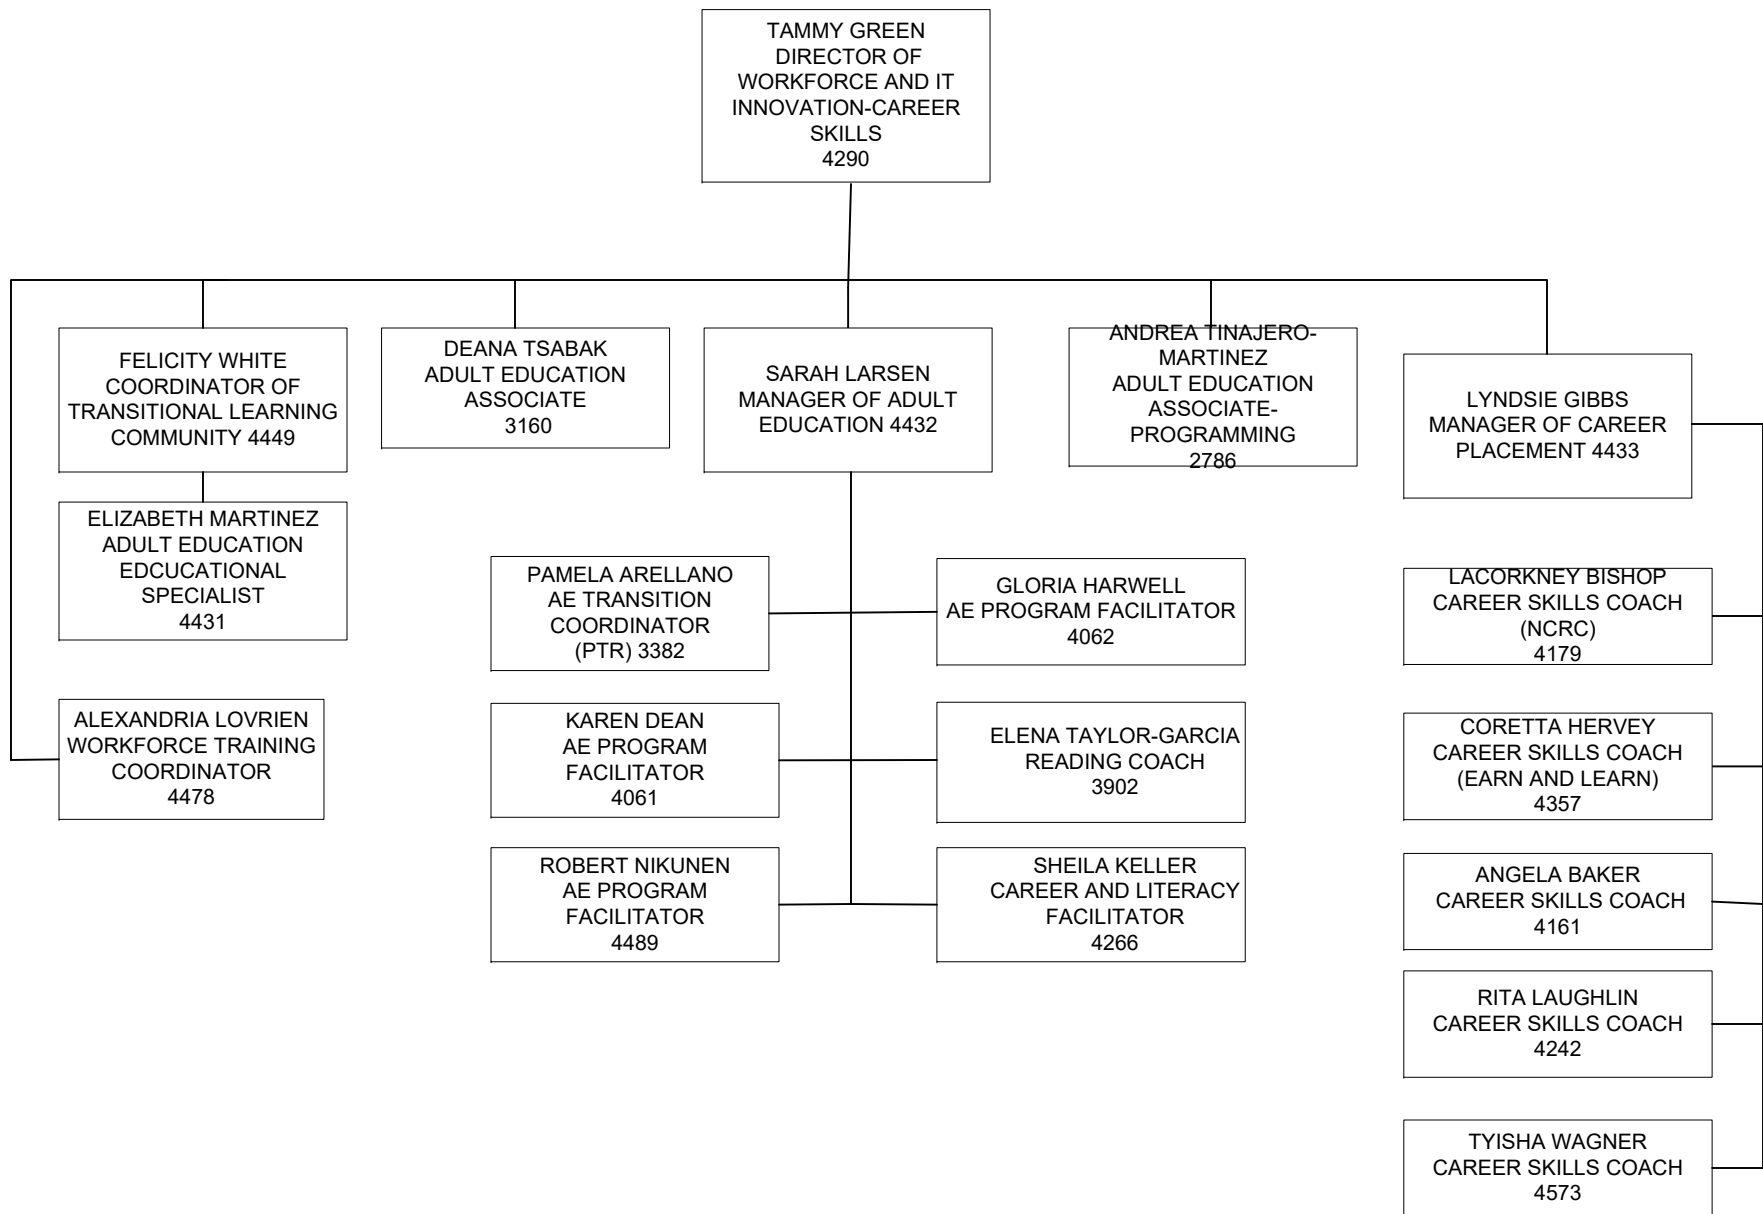 TAMMY GREEN
DIRECTOR OF
WORKFORCE AND IT
INNOVATION-CAREER
SKILLS
4290
FELICITY WHITE
COORDINATOR OF
TRANSITIONAL LEARNING
COMMUNITY 4449
DEANA TSABAK
ADULT EDUCATION
ASSOCIATE
3160
SARAH LARSEN
MANAGER OF ADULT
EDUCATION 4432
ANDREA TINAJERO-
MARTINEZ
ADULT EDUCATION
ASSOCIATE-
PROGRAMMING
2786
LYNDSIE GIBBS
MANAGER OF CAREER
PLACEMENT 4433
ELIZABETH MARTINEZ
ADULT EDUCATION
EDCUCATIONAL
SPECIALIST
4431
ALEXANDRIA LOVRIEN
WORKFORCE TRAINING
COORDINATOR
4478
PAMELA ARELLANO
AE TRANSITION
COORDINATOR
(PTR) 3382
GLORIA HARWELL
AE PROGRAM FACILITATOR
4062
KAREN DEAN
AE PROGRAM
FACILITATOR
4061
ELENA TAYLOR-GARCIA
READING COACH
3902
ROBERT NIKUNEN
AE PROGRAM
FACILITATOR
4489
SHEILA KELLER
CAREER AND LITERACY
FACILITATOR
4266
LACORKNEY BISHOP
CAREER SKILLS COACH
(NCRC)
4179
CORETTA HERVEY
CAREER SKILLS COACH
(EARN AND LEARN)
4357
ANGELA BAKER
CAREER SKILLS COACH
4161
RITA LAUGHLIN
CAREER SKILLS COACH
4242
TYISHA WAGNER
CAREER SKILLS COACH
4573